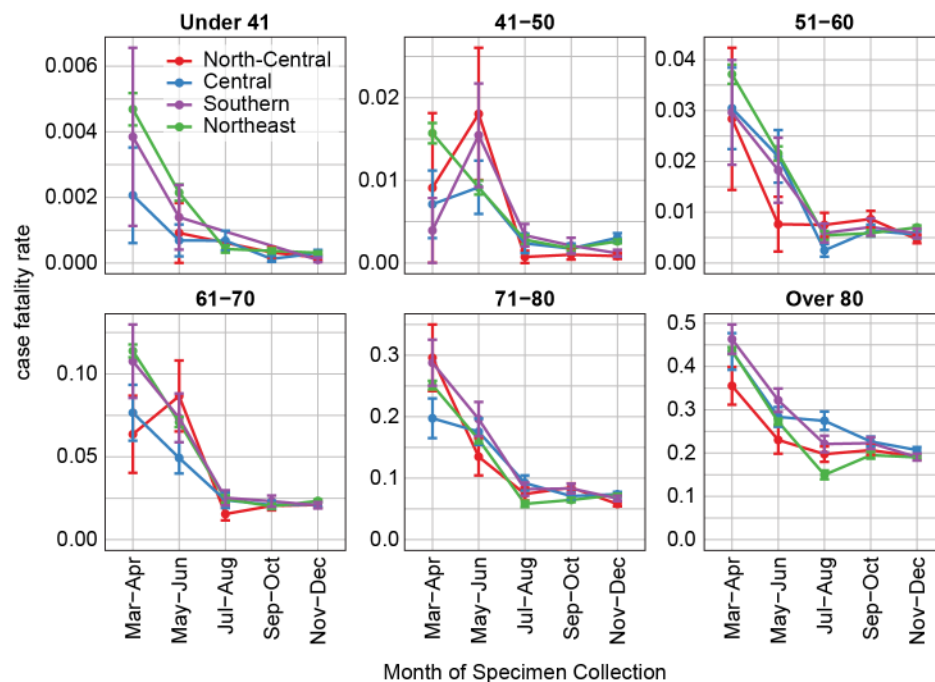 Under 41
41−50
51−60
North-Central
Central
Southern
Northeast
0.006
0.004
0.002
0.000
0.02
0.01
0.00
0.04
0.03
0.02
0.01
0.00
case fatality rate
61−70
71−80
Over 80
0.10
0.05
0.00
0.3
0.2
0.1
0.0
0.5
0.4
0.3
0.2
0.1
0.0
Mar−Apr
May−Jun
Jul−Aug
Sep−Oct
Nov−Dec
Mar−Apr
May−Jun
Jul−Aug
Sep−Oct
Nov−Dec
Mar−Apr
May−Jun
Jul−Aug
Sep−Oct
Nov−Dec
Month of Specimen Collection